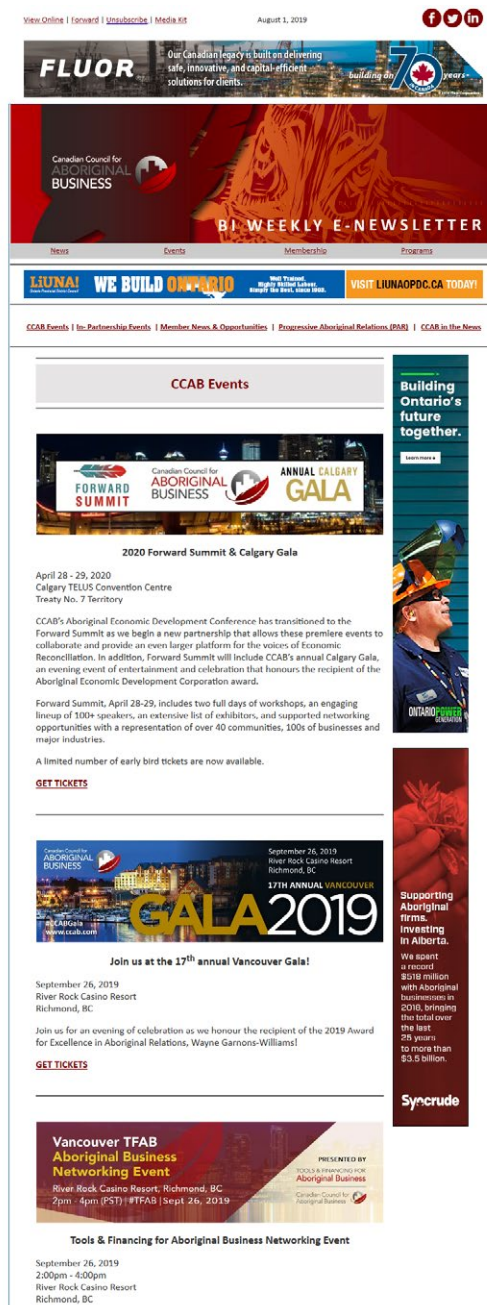 View Online | Forward | Unsubscribe | Media Kit
August 1, 2019
FLUOR
Our Canadian legacy is built on delivering
safe, innovative, and capital-efficient
solutions for clients.
building on 70 years
IN CANADA
Canadian Council for
ABORIGINAL
BUSINESS
BI WEEKLY E-NEWSLETTER
News Events Membership Programs
LiUNA!
WE BUILD ONTARIO
Well Trained.
Highly Skilled Labour.
Simply the Best, since 1903.
VISIT LIUNAOPDC.CA TODAY!
CCAB Events | In- Partnership Events | Member News & Opportunities | Progressive Aboriginal Relations (PAR) | CCAB in the News
CCAB Events
FORWARD
SUMMIT
Canadian Council for
ABORIGINAL
BUSINESS
ANNUAL CALGARY
GALA
2020 Forward Summit & Calgary Gala
April 28 - 29, 2020
Calgary TELUS Convention Centre
Treaty No. 7 Territory
CCAB's Aboriginal Economic Development Conference has transitioned to the
Forward Summit as we begin a new partnership that allows these premiere events to
collaborate and provide an even larger platform for the voices of Economic
Reconciliation. In addition, Forward Summit will include CCAB's annual Calgary Gala,
an evening event of entertainment and celebration that honours the recipient of the
Aboriginal Economic Development Corporation award.
Forward Summit, April 28-29, includes two full days of workshops, an engaging
lineup of 100+ speakers, an extensive list of exhibitors, and supported networking
opportunities with a representation of over 40 communities, 100s of businesses and
major industries.
A limited number of early bird tickets are now available.
GET TICKETS
Canadian Council for
ABORIGINAL
BUSINESS
September 26, 2019
River Rock Casino Resort
Richmond, BC
17TH ANNUAL VANCOUVER
GALA2019
#CCABGala
www.ccab.com
Join us at the 17th annual Vancouver Gala!
September 26, 2019
River Rock Casino Resort
Richmond, BC
Join us for an evening of celebration as we honour the recipient of the 2019 Award
for Excellence in Aboriginal Relations, Wayne Garnons-Williams!
GET TICKETS
Vancouver TFAB
Aboriginal Business
Networking Event
River Rock Casino Resort, Richmond, BC
2pm - 4pm (PST) |#TFAB |Sept 26, 2019
PRESENTED BY
TOOLS & FINANCING FOR
Aboriginal Business
Canadian Council for
Aboriginal Business
Tools & Financing for Aboriginal Business Networking Event
September 26, 2019
2:00pm - 4:00pm
River Rock Casino Resort
Richmond, BC
Building
Ontario's
future
together.
Learn more
ONTARIOPOWER
GENERATION
Supporting
Aboriginal
firms.
Investing
in Alberta.
We spent
a record
$518 million
with Aboriginal
businesses in
2018, bringing
the total over
the last
25 years
to more than
$3.5 billion.
Syncrude